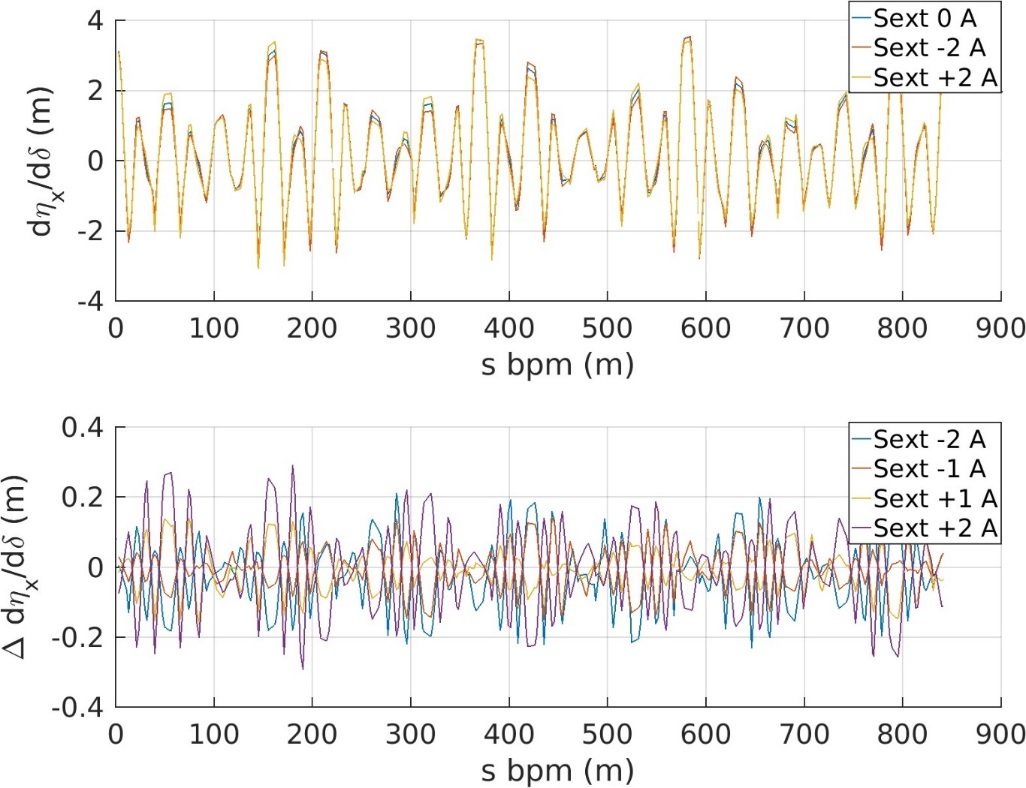 4
2
0
-2
-4
dηx/dδ (m)
Sext 0 A
Sext -2 A
Sext +2 A
0 100 200 300 400 500 600 700 800 900
s bpm (m)
0.4
0.2
0
-0.2
-0.4
Δ dηx/dδ (m)
Sext -2 A
Sext -1 A
Sext +1 A
Sext +2 A
0 100 200 300 400 500 600 700 800 900
s bpm (m)